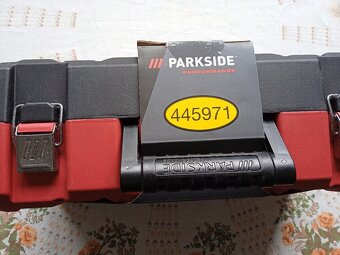 /// PARKSIDE
PERFORMANCE
445971
/// PARKSIDE